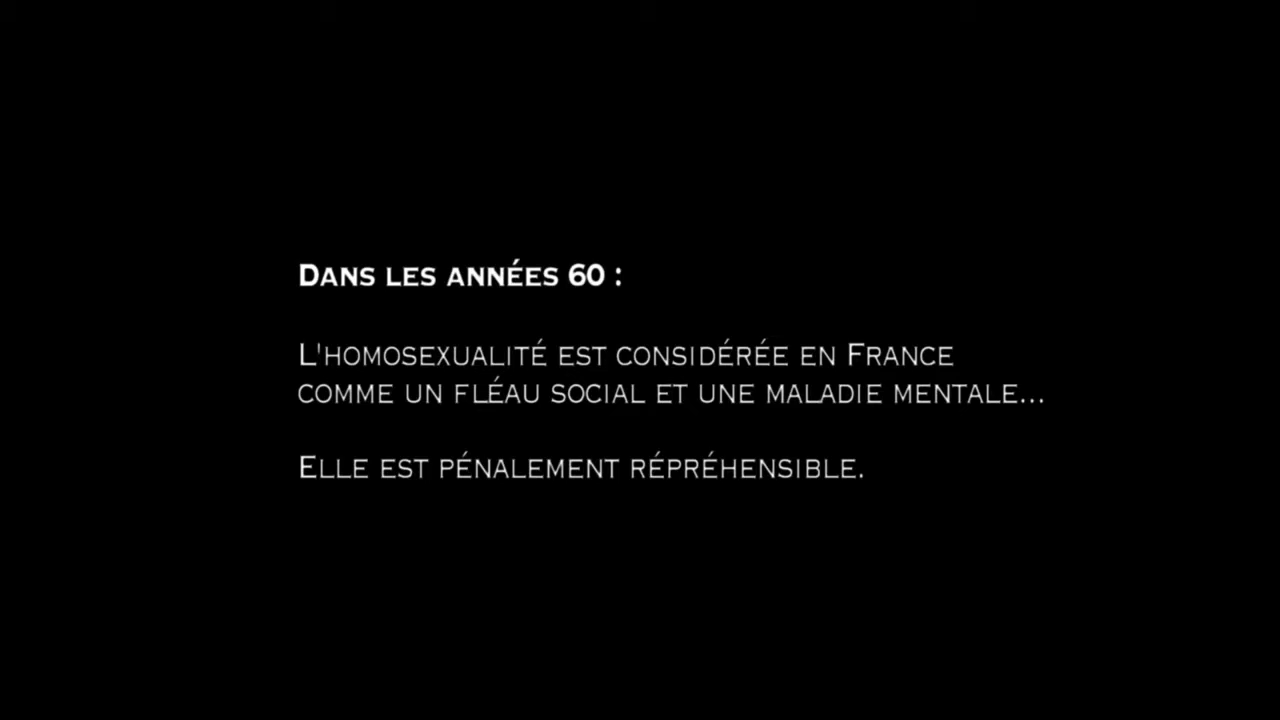 Dans les années 60 :
L'homosexualité est considérée en France
comme un fléau social et une maladie mentale...
Elle est pénalement répréhensible.